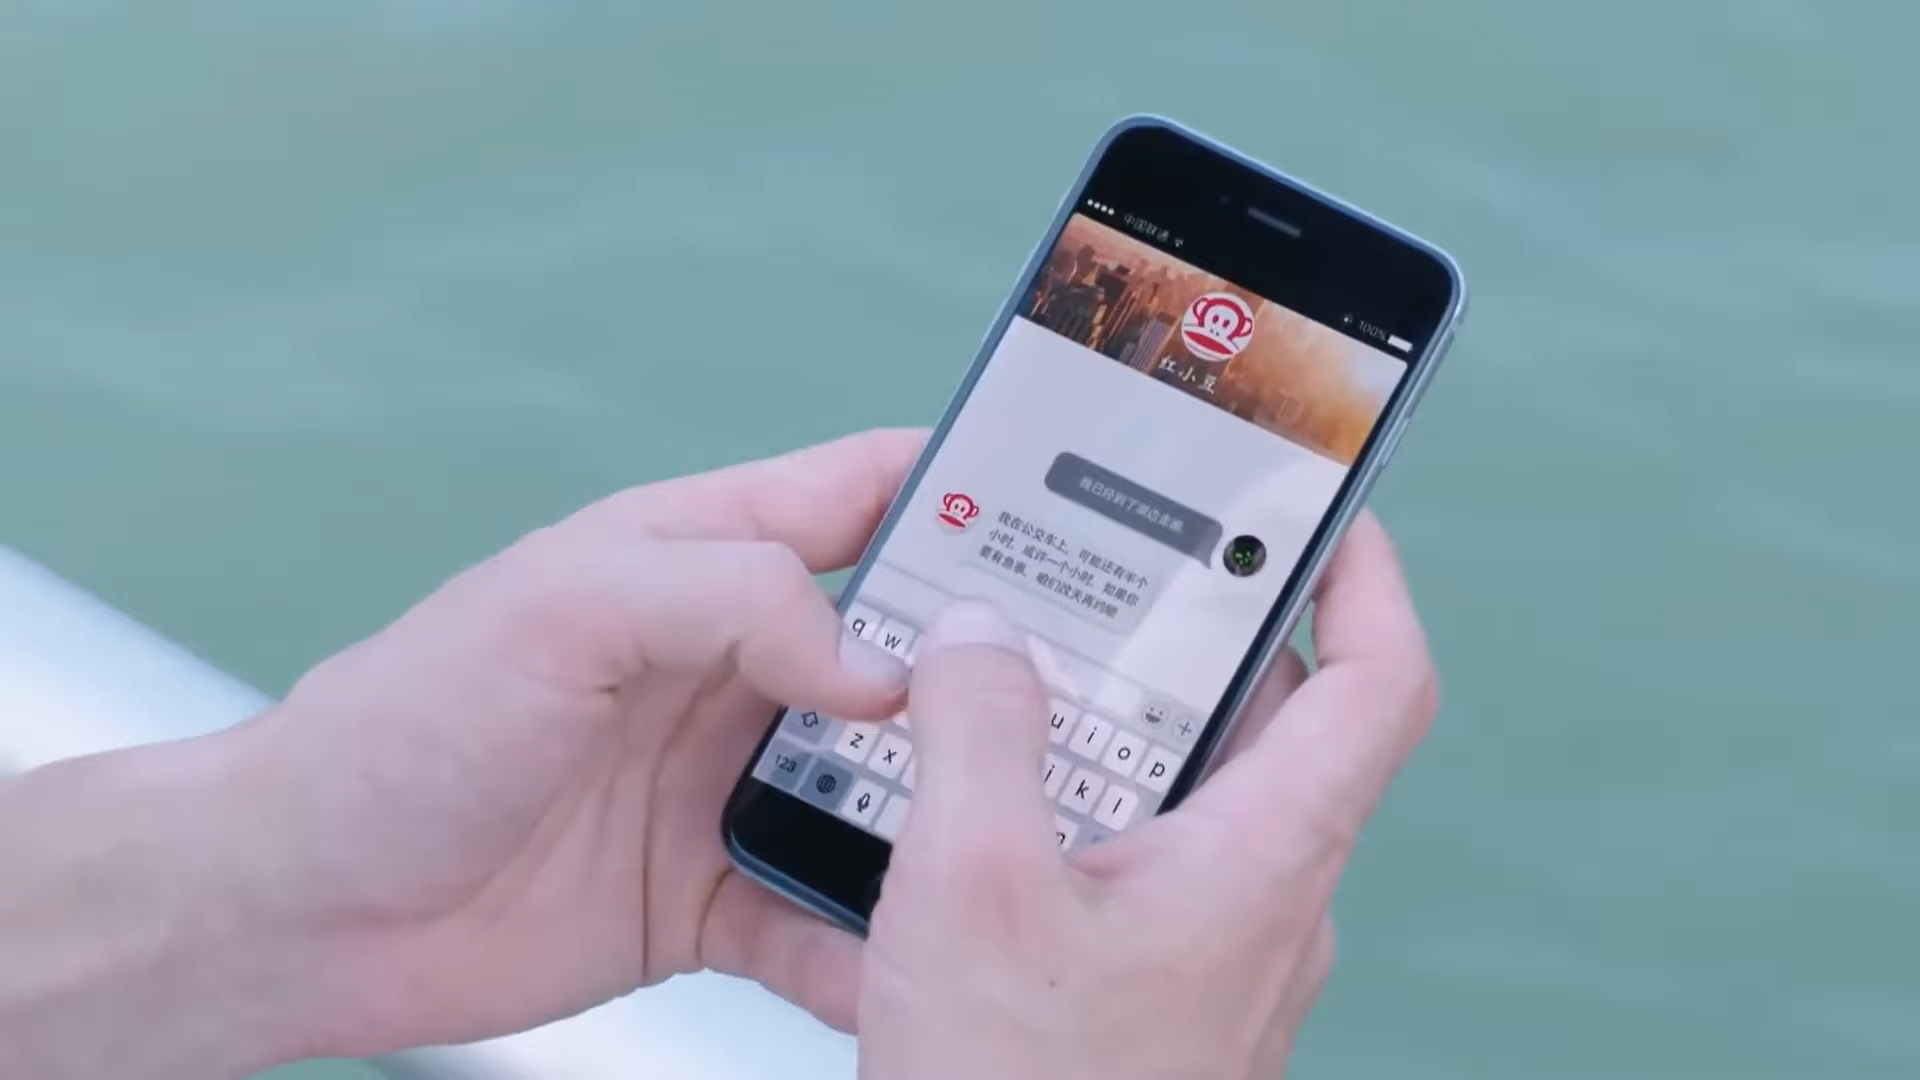 中国联通
100%
红小豆
我已经到了湖边走廊
我在公交车上，可能还有半个
小时，或许一个小时，如果你
要有急事，咱们改天再约吧
q w u i o p
j k l
z x
123